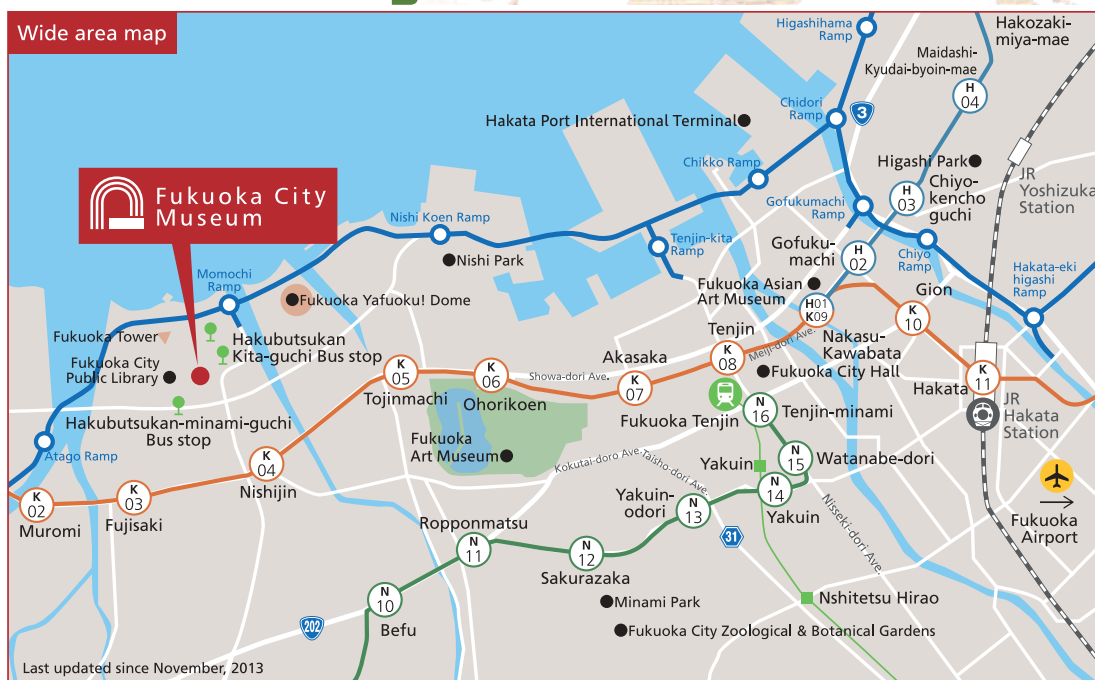 Wide area map
Higashihama
Ramp
Hakozaki-
miya-mae
Maidashi-
Kyudai-byoin-mae
H
04
Chidori
Ramp
3
Hakata Port International Terminal
Chikko Ramp
Higashi Park
Chiyo-
kencho
guchi
H
03
JR
Yoshizuka
Station
Fukuoka City
Museum
Nishi Koen Ramp
Gofukumachi
Ramp
Tenjin-kita
Ramp
Gofuku-
machi
H
02
Chiyo
Ramp
Hakata-eki
higashi
Ramp
Nishi Park
Momochi
Ramp
Fukuoka Yafuoku! Dome
Fukuoka Asian
Art Museum
H01
K09
Gion
K
10
Fukuoka Tower
Hakubutsukan
Kita-guchi Bus stop
Tenjin
K
08
Meiji-dori Ave.
Nakasu-
Kawabata
Fukuoka City
Public Library
K
05
Tojinmachi
K
06
Ohorikoen
Showa-dori Ave.
Akasaka
K
07
Fukuoka City Hall
Hakata
K
11
JR
Hakata
Station
Hakubutsukan-minami-guchi
Bus stop
Fukuoka Tenjin
N
16
Tenjin-minami
Atago Ramp
K
04
Nishijin
Fukuoka
Art Museum
Kokutai-doro Ave.
Taisho-dori Ave.
Yakuin
N
15
Watanabe-dori
K
02
Muromi
K
03
Fujisaki
Yakuin-
odori
N
13
N
14
Yakuin
Nisseki-dori Ave.
Fukuoka
Airport
Ropponmatsu
N
11
N
12
Sakurazaka
31
N
10
Befu
Minami Park
Nshitetsu Hirao
202
Fukuoka City Zoological & Botanical Gardens
Last updated since November, 2013